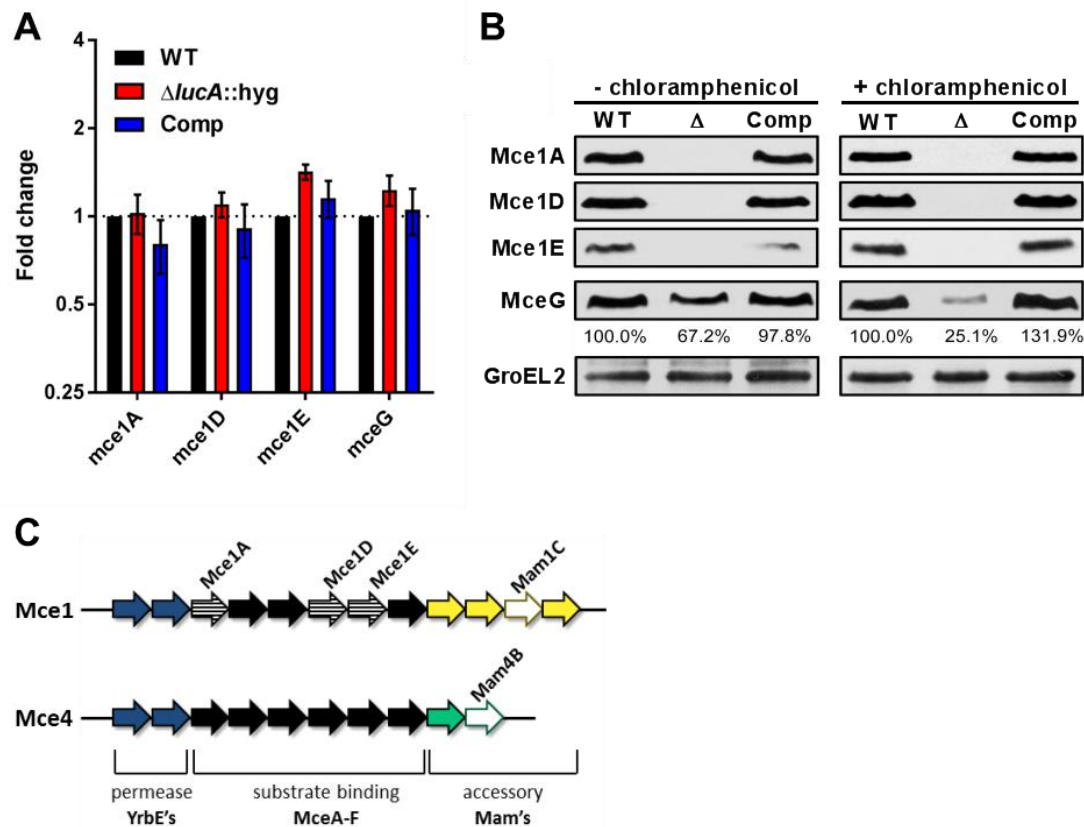 A
4
2
1
0.5
0.25
Fold change
WT
ΔlucA::hyg
Comp
mce1A
mce1D
mce1E
mceG
B
- chloramphenicol
+ chloramphenicol
WT Δ Comp
WT Δ Comp
Mce1A
Mce1D
Mce1E
MceG
100.0% 67.2% 97.8%
100.0% 25.1% 131.9%
GroEL2
C
Mce1A
Mce1D
Mce1E
Mam1C
Mce1
Mam4B
Mce4
permease
YrbE's
substrate binding
MceA-F
accessory
Mam's